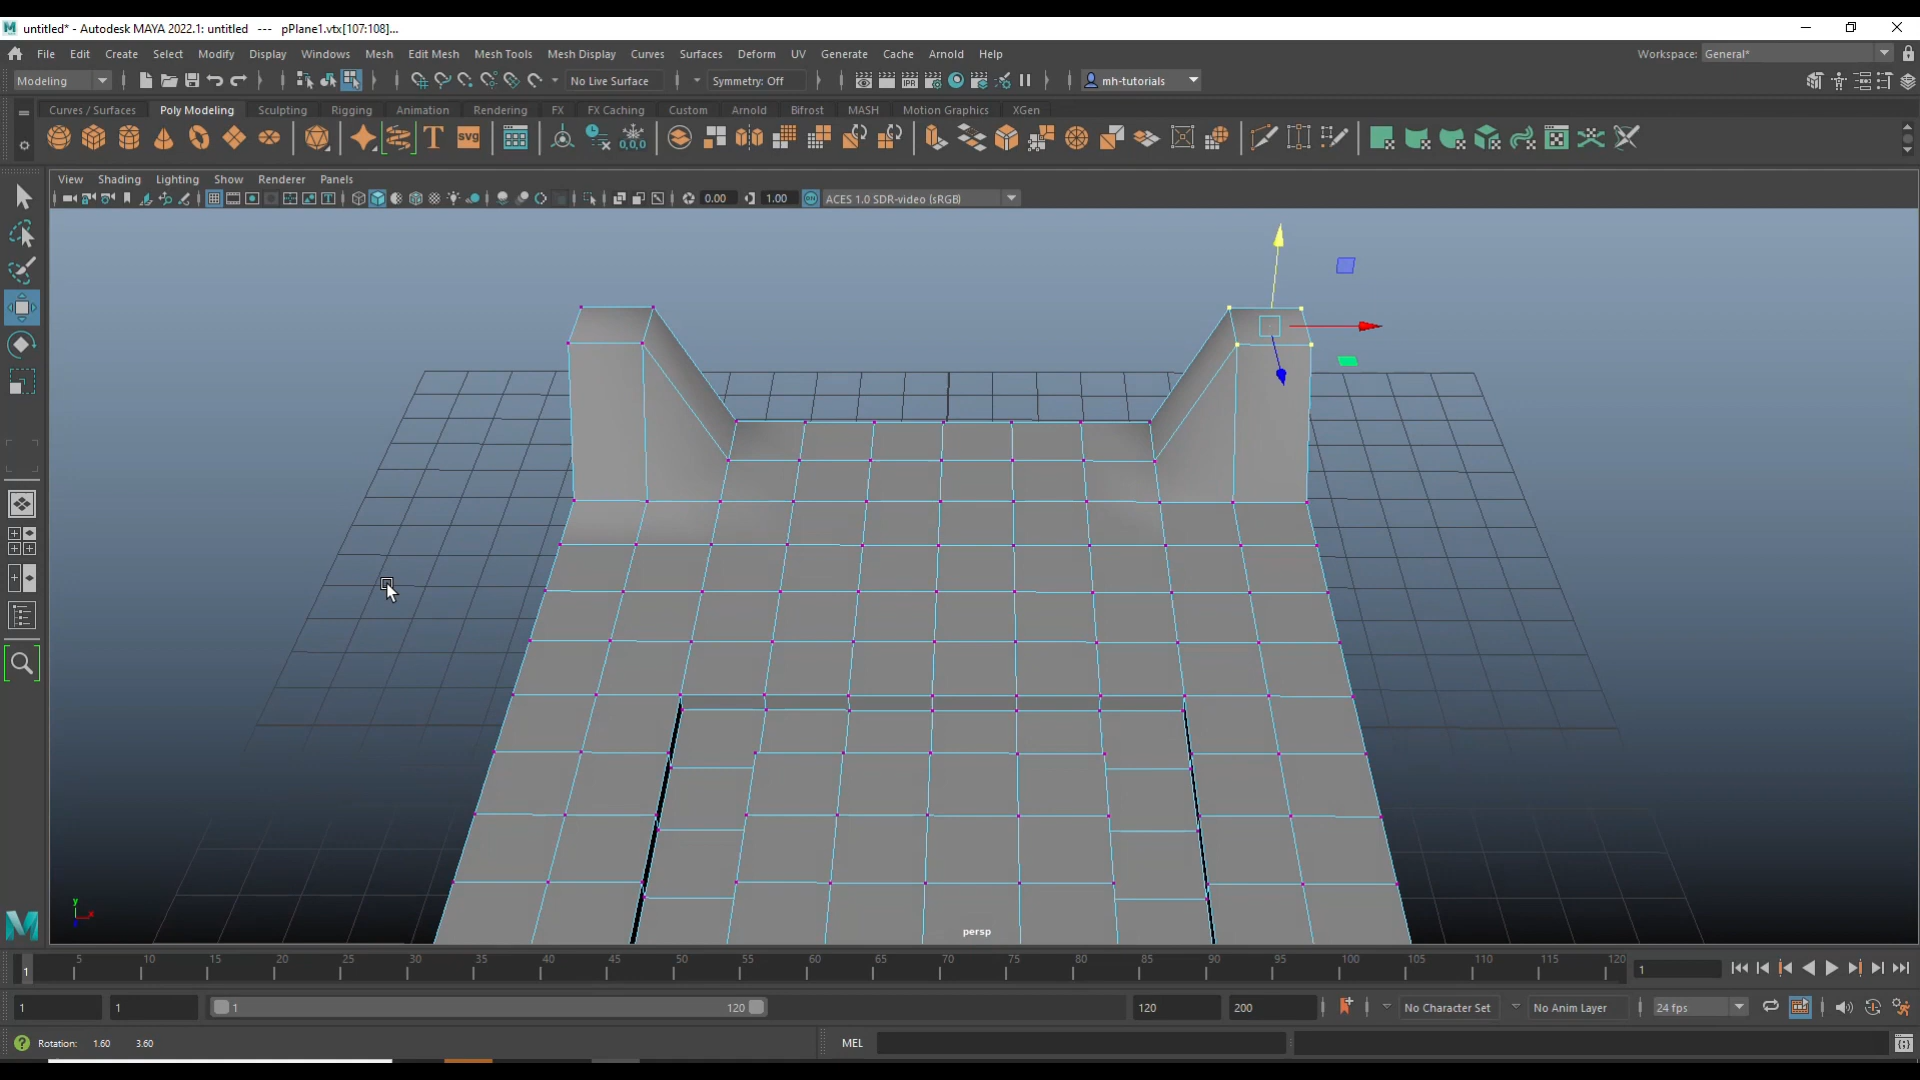 untitled* - Autodesk MAYA 2022.1: untitled --- pPlane1.vtx[107:108]...
File Edit Create Select Modify Display Windows Mesh Edit Mesh Mesh Tools Mesh Display Curves Surfaces Deform UV Generate Cache Arnold Help Workspace: General*
Modeling No Live Surface Symmetry: Off IPR mh-tutorials
Curves / Surfaces Poly Modeling Sculpting Rigging Animation Rendering FX FX Caching Custom Arnold Bifrost MASH Motion Graphics XGen
T svg 0,0,0
View Shading Lighting Show Renderer Panels
0.00 1.00 ACES 1.0 SDR-video (sRGB)
y
x
persp
5 10 15 20 25 30 35 40 45 50 55 60 65 70 75 80 85 90 95 100 105 110 115 120
1 1
1 1 1 120 120 200 No Character Set No Anim Layer 24 fps
Rotation: 1.60 3.60 MEL